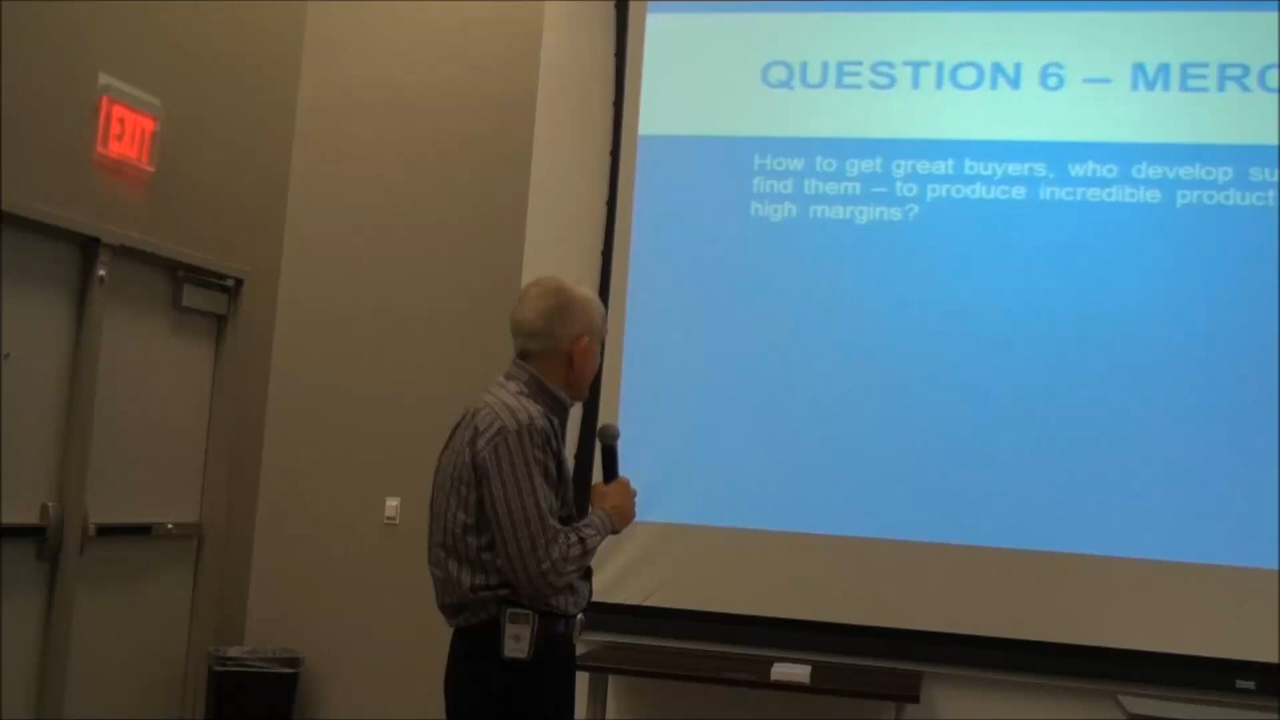 EXIT
QUESTION 6 – MERC
How to get great buyers, who develop su
find them – to produce incredible product
high margins?